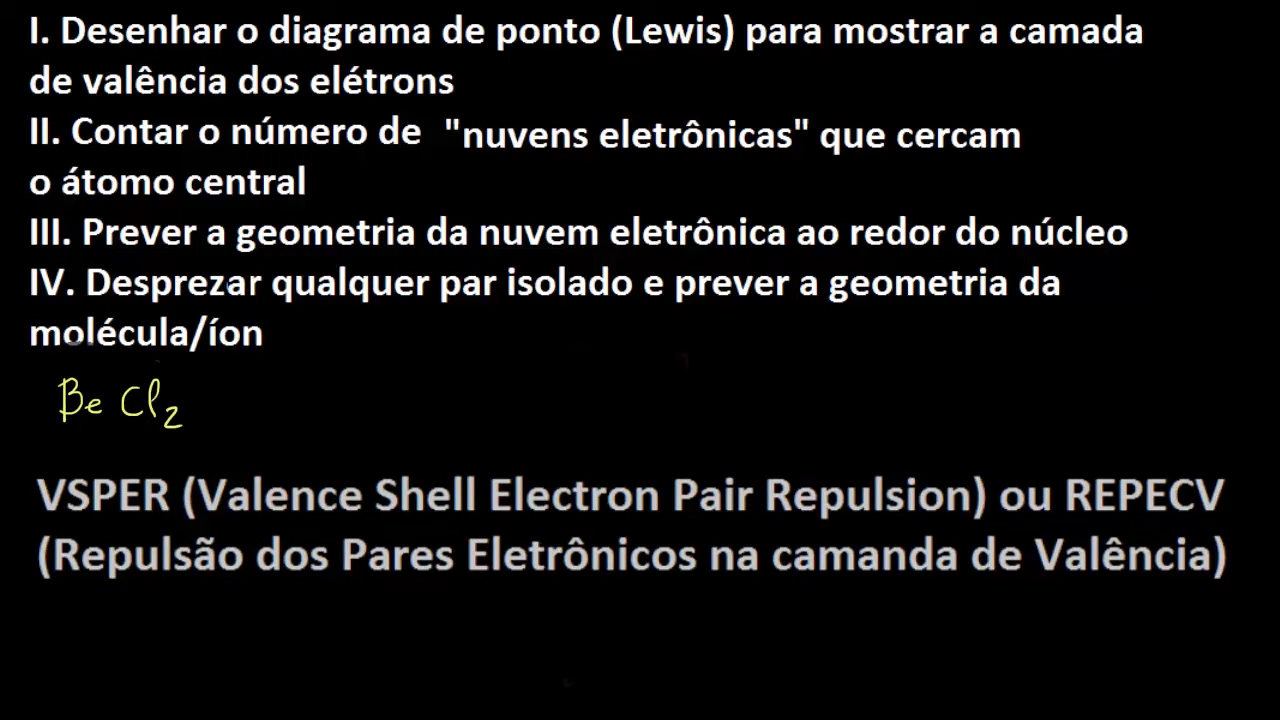 I. Desenhar o diagrama de ponto (Lewis) para mostrar a camada
de valência dos elétrons
II. Contar o número de "nuvens eletrônicas" que cercam
o átomo central
III. Prever a geometria da nuvem eletrônica ao redor do núcleo
IV. Desprezar qualquer par isolado e prever a geometria da
molécula/íon
Be Cl₂
VSPER (Valence Shell Electron Pair Repulsion) ou REPECV
(Repulsão dos Pares Eletrônicos na camanda de Valência)